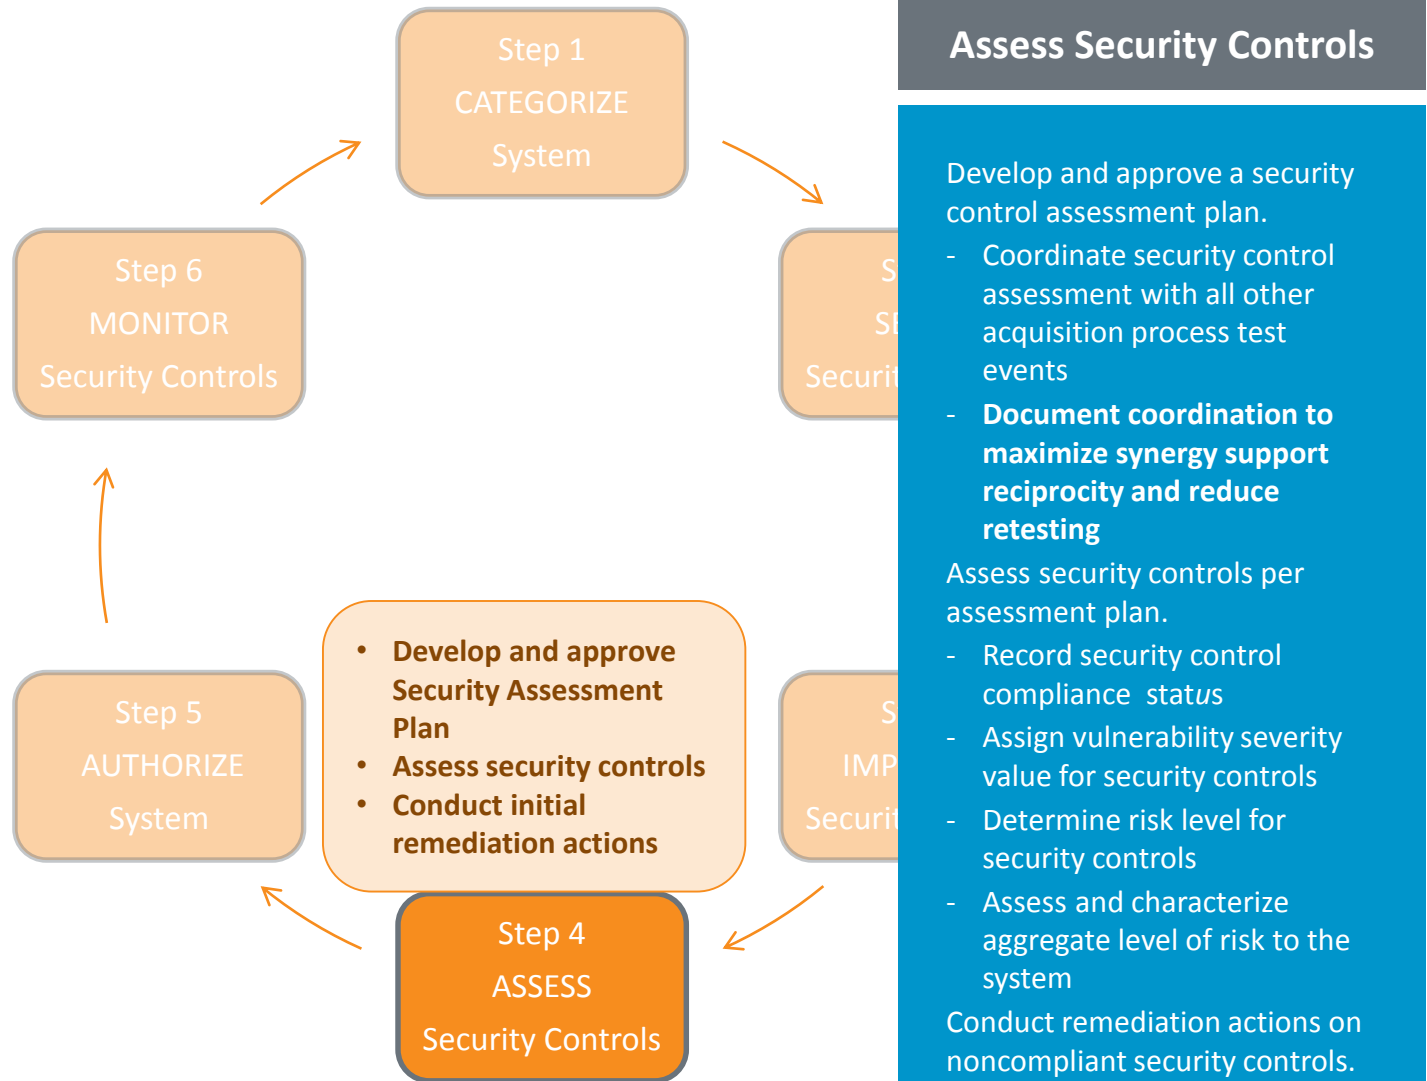 Step 1
CATEGORIZE
System
Assess Security Controls
Step 6
MONITOR
Security Controls
Develop and approve a security
control assessment plan.
- Coordinate security control
assessment with all other
acquisition process test
events
- Document coordination to
maximize synergy support
reciprocity and reduce
retesting
Assess security controls per
assessment plan.
- Record security control
compliance status
- Assign vulnerability severity
value for security controls
- Determine risk level for
security controls
- Assess and characterize
aggregate level of risk to the
system
Conduct remediation actions on
noncompliant security controls.
• Develop and approve
Security Assessment
Plan
• Assess security controls
• Conduct initial
remediation actions
Step 5
AUTHORIZE
System
Step 4
ASSESS
Security Controls